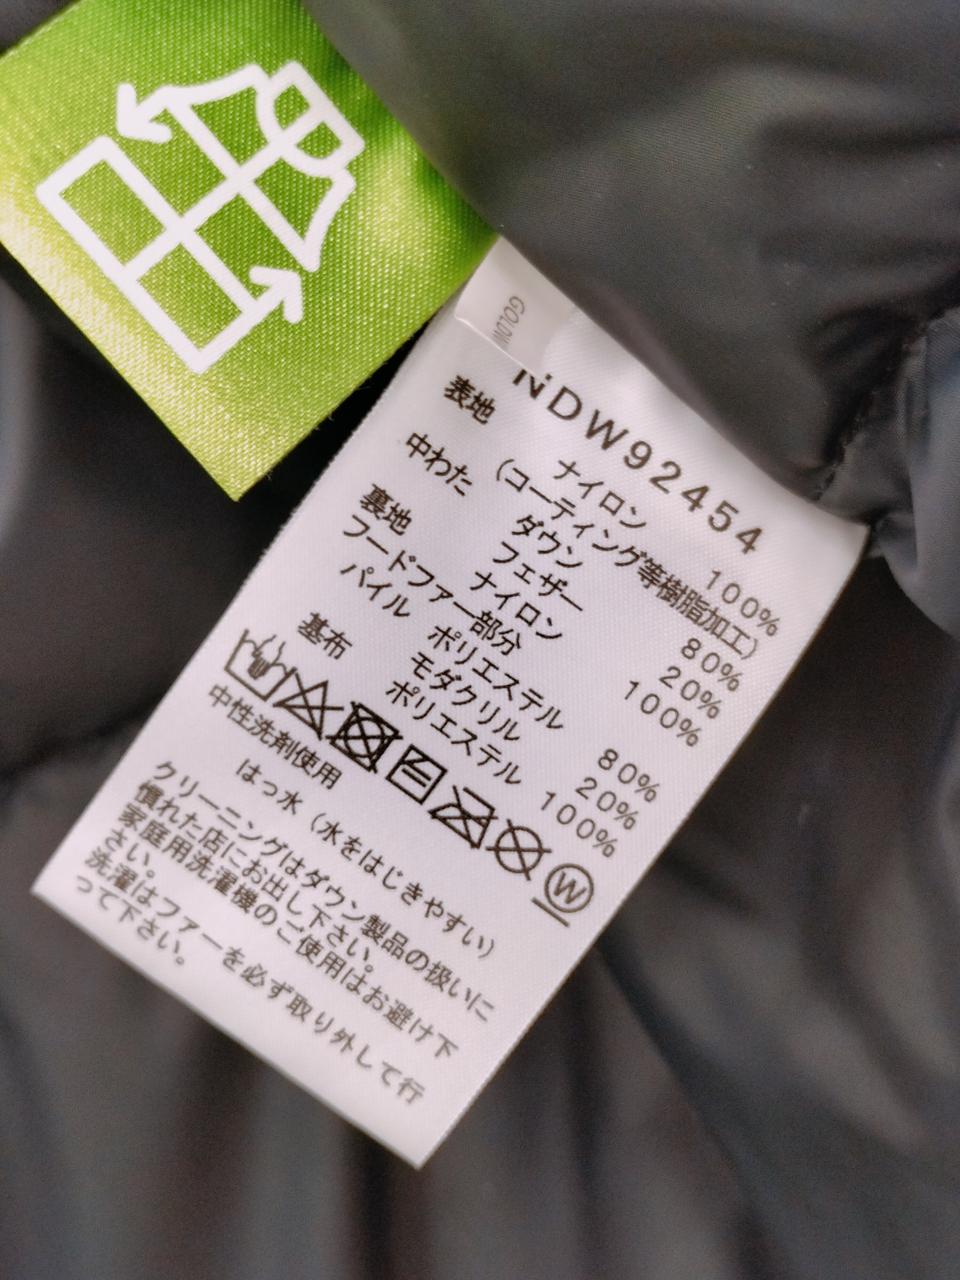 GOLDWI
NDW92454
表地 ナイロン 100%
(コーティング等樹脂加工)
中わた ダウン 80%
フェザー 20%
裏地 ナイロン 100%
フードファー部分
パイル ポリエステル 80%
モダクリル 20%
基布 ポリエステル 100%
W
中性洗剤使用
はっ水(水をはじきやすい)
クリーニングはダウン製品の扱いに
慣れた店にお出し下さい。
家庭用洗濯機のご使用はお避け下
さい。
洗濯はファーを必ず取り外して行
って下さい。